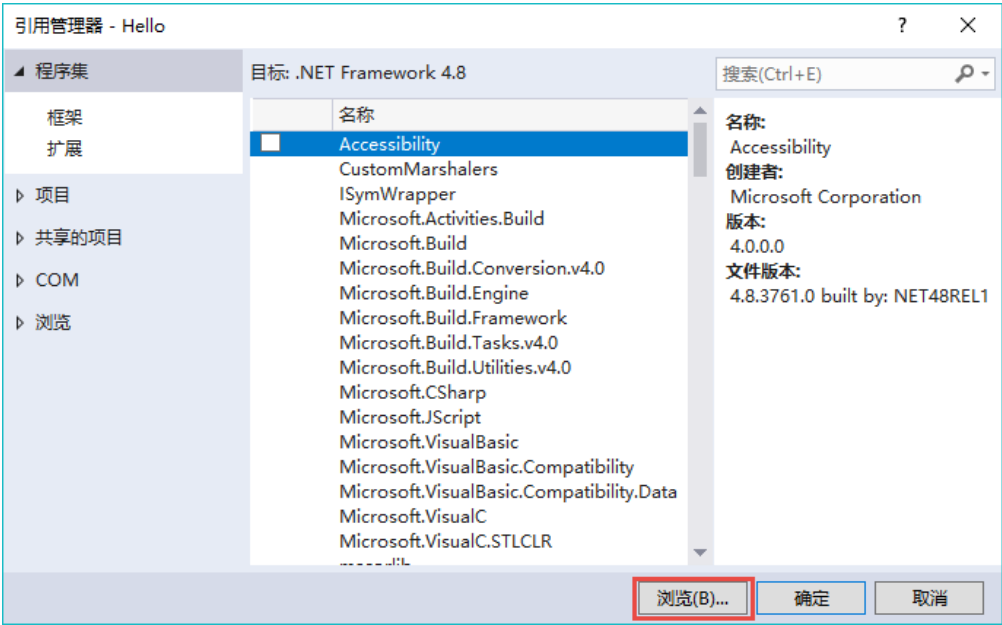 引用管理器 - Hello
?
程序集
框架
扩展
项目
共享的项目
COM
浏览
目标: .NET Framework 4.8
名称
Accessibility
CustomMarshalers
ISymWrapper
Microsoft.Activities.Build
Microsoft.Build
Microsoft.Build.Conversion.v4.0
Microsoft.Build.Engine
Microsoft.Build.Framework
Microsoft.Build.Tasks.v4.0
Microsoft.Build.Utilities.v4.0
Microsoft.CSharp
Microsoft.JScript
Microsoft.VisualBasic
Microsoft.VisualBasic.Compatibility
Microsoft.VisualBasic.Compatibility.Data
Microsoft.VisualC
Microsoft.VisualC.STLCLR
搜索(Ctrl+E)
名称:
Accessibility
创建者:
Microsoft Corporation
版本:
4.0.0.0
文件版本:
4.8.3761.0 built by: NET48REL1
浏览(B)...
确定
取消